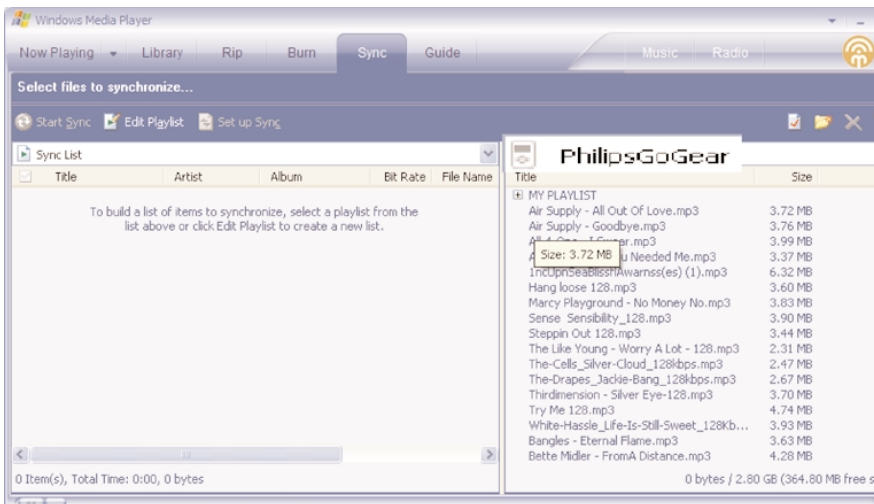 Windows Media Player
Now Playing Library Rip Burn Sync Guide Music Radio
Select files to synchronize...
Start Sync Edit Playlist Set up Sync
Sync List
PhilipsGoGear
Title Artist Album Bit Rate File Name
To build a list of items to synchronize, select a playlist from the
list above or click Edit Playlist to create a new list.
0 Item(s), Total Time: 0:00, 0 bytes
Title Size
MY PLAYLIST
Air Supply - All Out Of Love.mp3 3.72 MB
Air Supply - Goodbye.mp3 3.76 MB
3.99 MB
Size: 3.72 MB
u Needed Me.mp3 3.37 MB
1ncUpnSeaBlissflAwarnss(es) (1).mp3 6.32 MB
Hang loose 128.mp3 3.60 MB
Marcy Playground - No Money No.mp3 3.83 MB
Sense Sensibility_128.mp3 3.90 MB
Steppin Out 128.mp3 3.44 MB
The Like Young - Worry A Lot - 128.mp3 2.31 MB
The-Cells_Silver-Cloud_128kbps.mp3 2.47 MB
The-Drapes_Jackie-Bang_128kbps.mp3 2.67 MB
Thirdimension - Silver Eye-128.mp3 3.70 MB
Try Me 128.mp3 4.74 MB
White-Hassle_Life-Is-Still-Sweet_128Kb... 3.93 MB
Bangles - Eternal Flame.mp3 3.63 MB
Bette Midler - FromA Distance.mp3 4.28 MB
0 bytes / 2.80 GB (364.80 MB free s